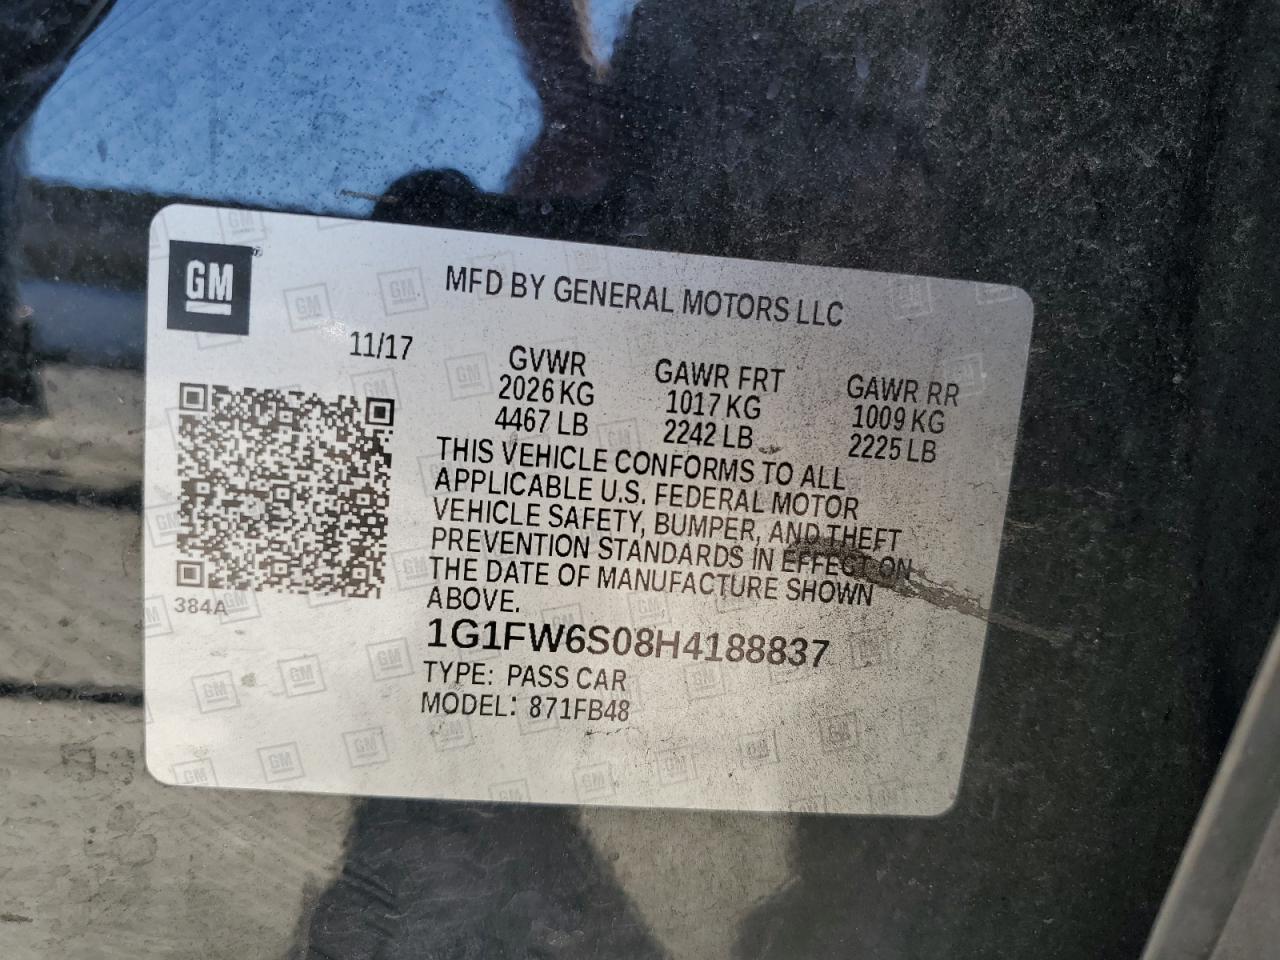 GM
MFD BY GENERAL MOTORS LLC
11/17
GVWR GAWR FRT GAWR RR
2026 KG 1017 KG 1009 KG
4467 LB 2242 LB 2225 LB
THIS VEHICLE CONFORMS TO ALL
APPLICABLE U.S. FEDERAL MOTOR
VEHICLE SAFETY, BUMPER, AND THEFT
PREVENTION STANDARDS IN EFFECT ON
THE DATE OF MANUFACTURE SHOWN
ABOVE.
384A
1G1FW6S08H4188837
TYPE: PASS CAR
MODEL: 871FB48